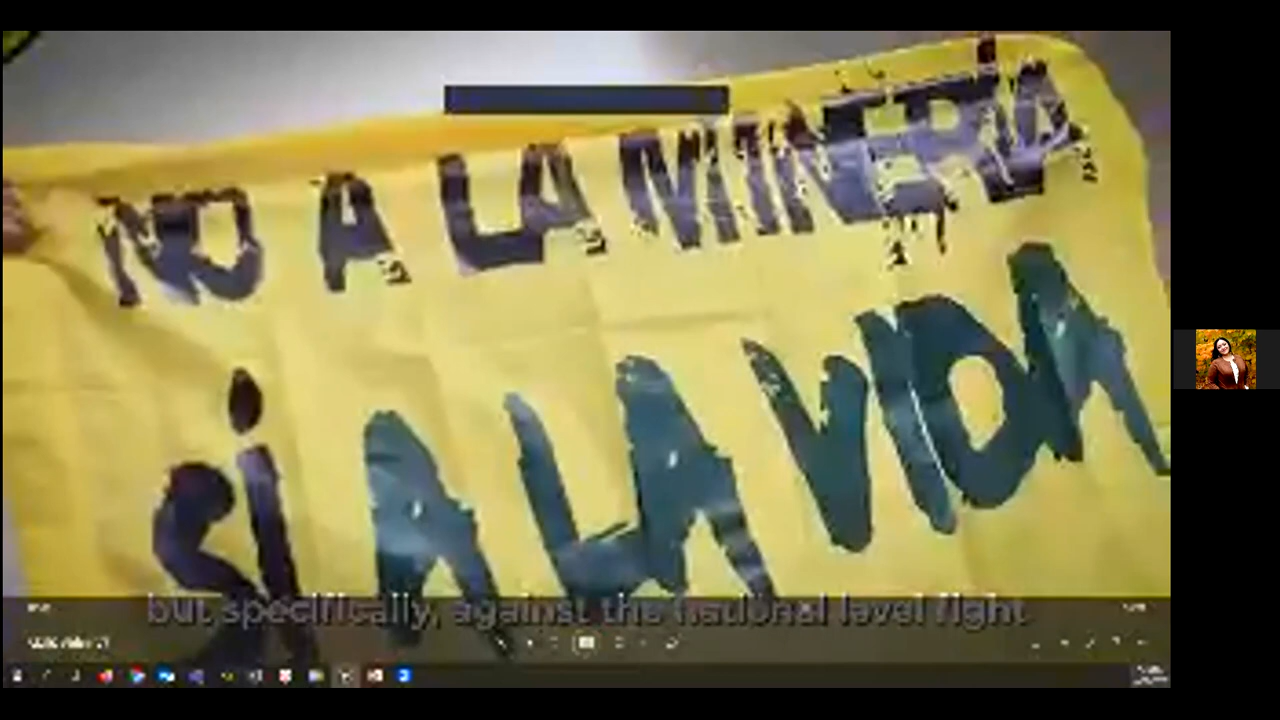 NO A LA MINERÍA
SÍ A LA VIDA
but specifically, against the national level fight